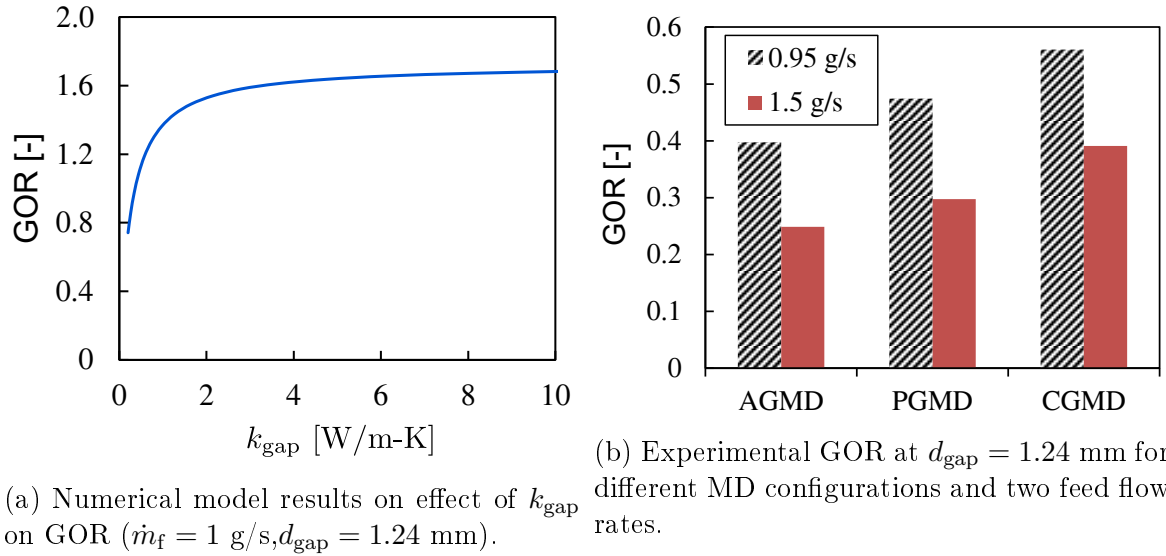 2.0
1.6
1.2
0.8
0.4
0
GOR [-]
0 2 4 6 8 10
k_gap [W/m-K]
(a) Numerical model results on effect of k_gap
on GOR (ṁ_f = 1 g/s,d_gap = 1.24 mm).
0.6
0.5
0.4
0.3
0.2
0.1
0
GOR [-]
0.95 g/s
1.5 g/s
AGMD PGMD CGMD
(b) Experimental GOR at d_gap = 1.24 mm for
different MD configurations and two feed flow
rates.